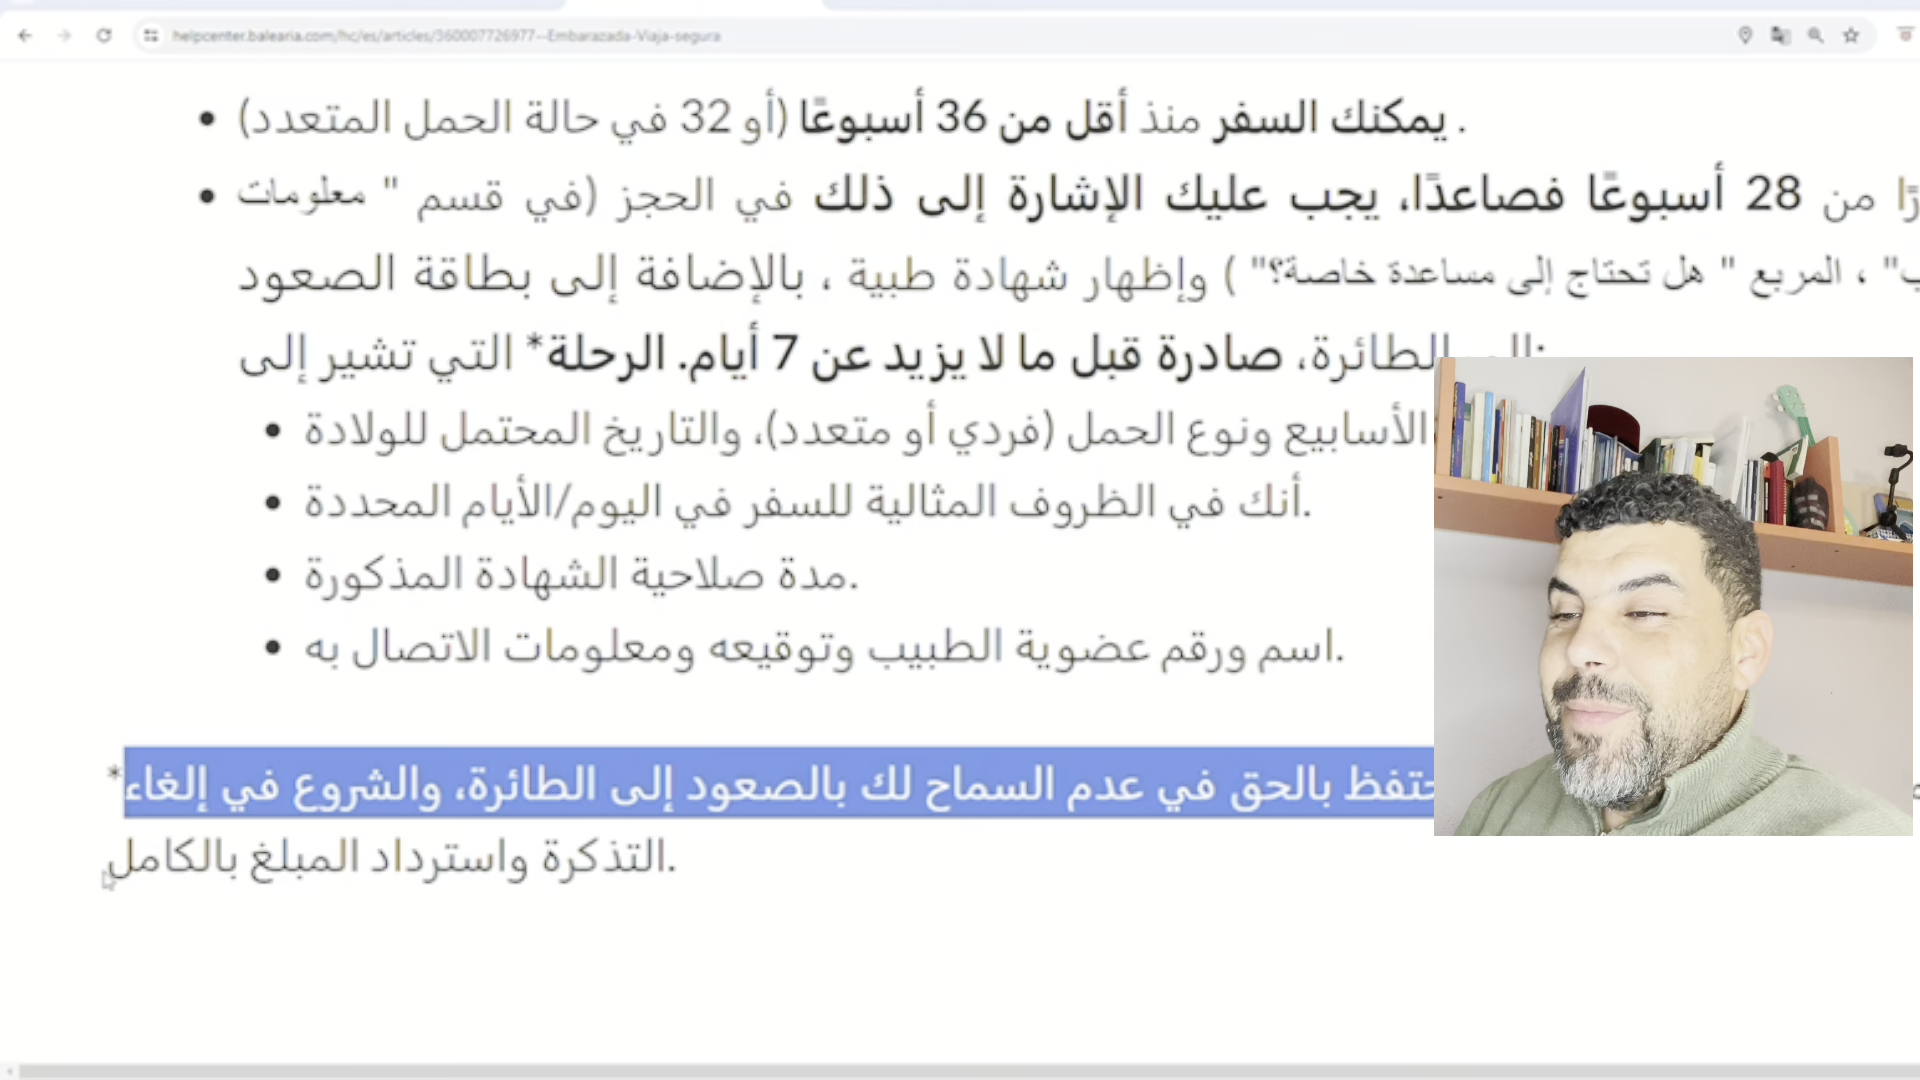 helpcenter.balearia.com/hc/es/articles/360007726977--Embarazada-Viaja-segura
يمكنك السفر منذ أقل من 36 أسبوعًا (أو 32 في حالة الحمل المتعدد) .
من 28 أسبوعًا فصاعدًا، يجب عليك الإشارة إلى ذلك في الحجز (في قسم " معلومات
" ، المربع " هل تحتاج إلى مساعدة خاصة؟" ) وإظهار شهادة طبية ، بالإضافة إلى بطاقة الصعود
الطائرة، صادرة قبل ما لا يزيد عن 7 أيام. الرحلة* التي تشير إلى:
الأسابيع ونوع الحمل (فردي أو متعدد)، والتاريخ المحتمل للولادة
أنك في الظروف المثالية للسفر في اليوم/الأيام المحددة.
مدة صلاحية الشهادة المذكورة.
اسم ورقم عضوية الطبيب وتوقيعه ومعلومات الاتصال به.
* بالحق في عدم السماح لك بالصعود إلى الطائرة، والشروع في إلغاء
التذكرة واسترداد المبلغ بالكامل.